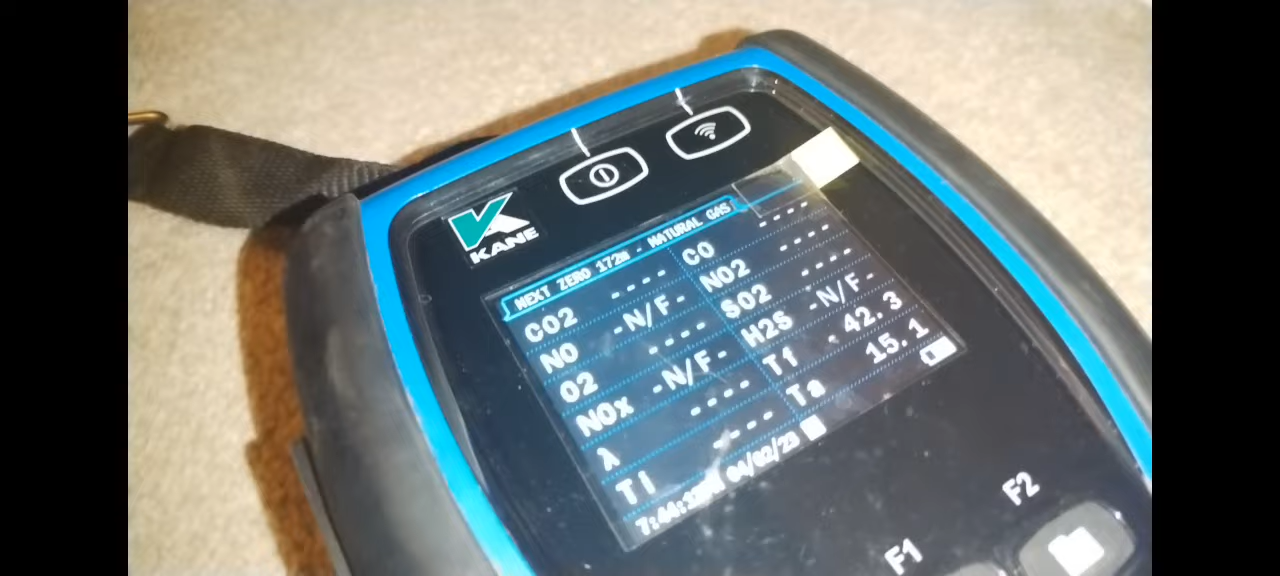 KANE
NEXT ZERO 172M - NATURAL GAS
CO2 ----
CO ----
NO -N/F-
NO2 ----
O2 ----
SO2 ----
NOx -N/F-
H2S -N/F-
λ ----
Tf 42.3
Ti ----
Ta 15.1
04/02/23
F1
F2